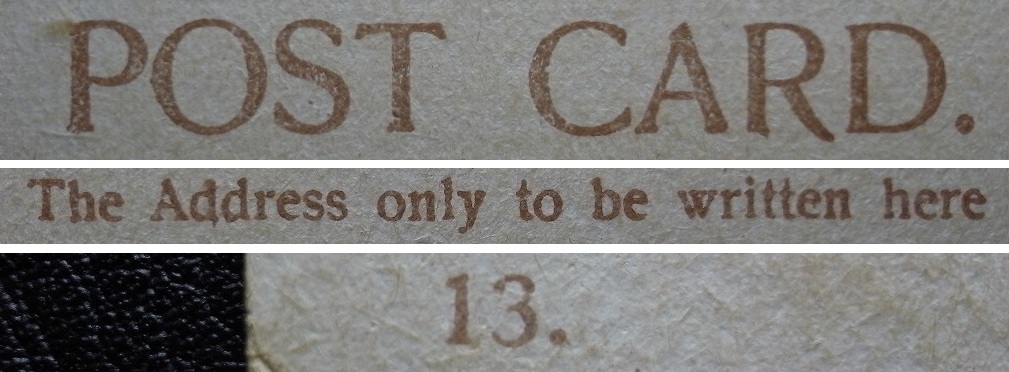 POST CARD.
The Address only to be written here
13.